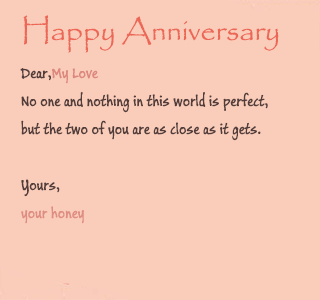 Happy Anniversary
Dear,My Love
No one and nothing in this world is perfect,
but the two of you are as close as it gets.
Yours,
your honey